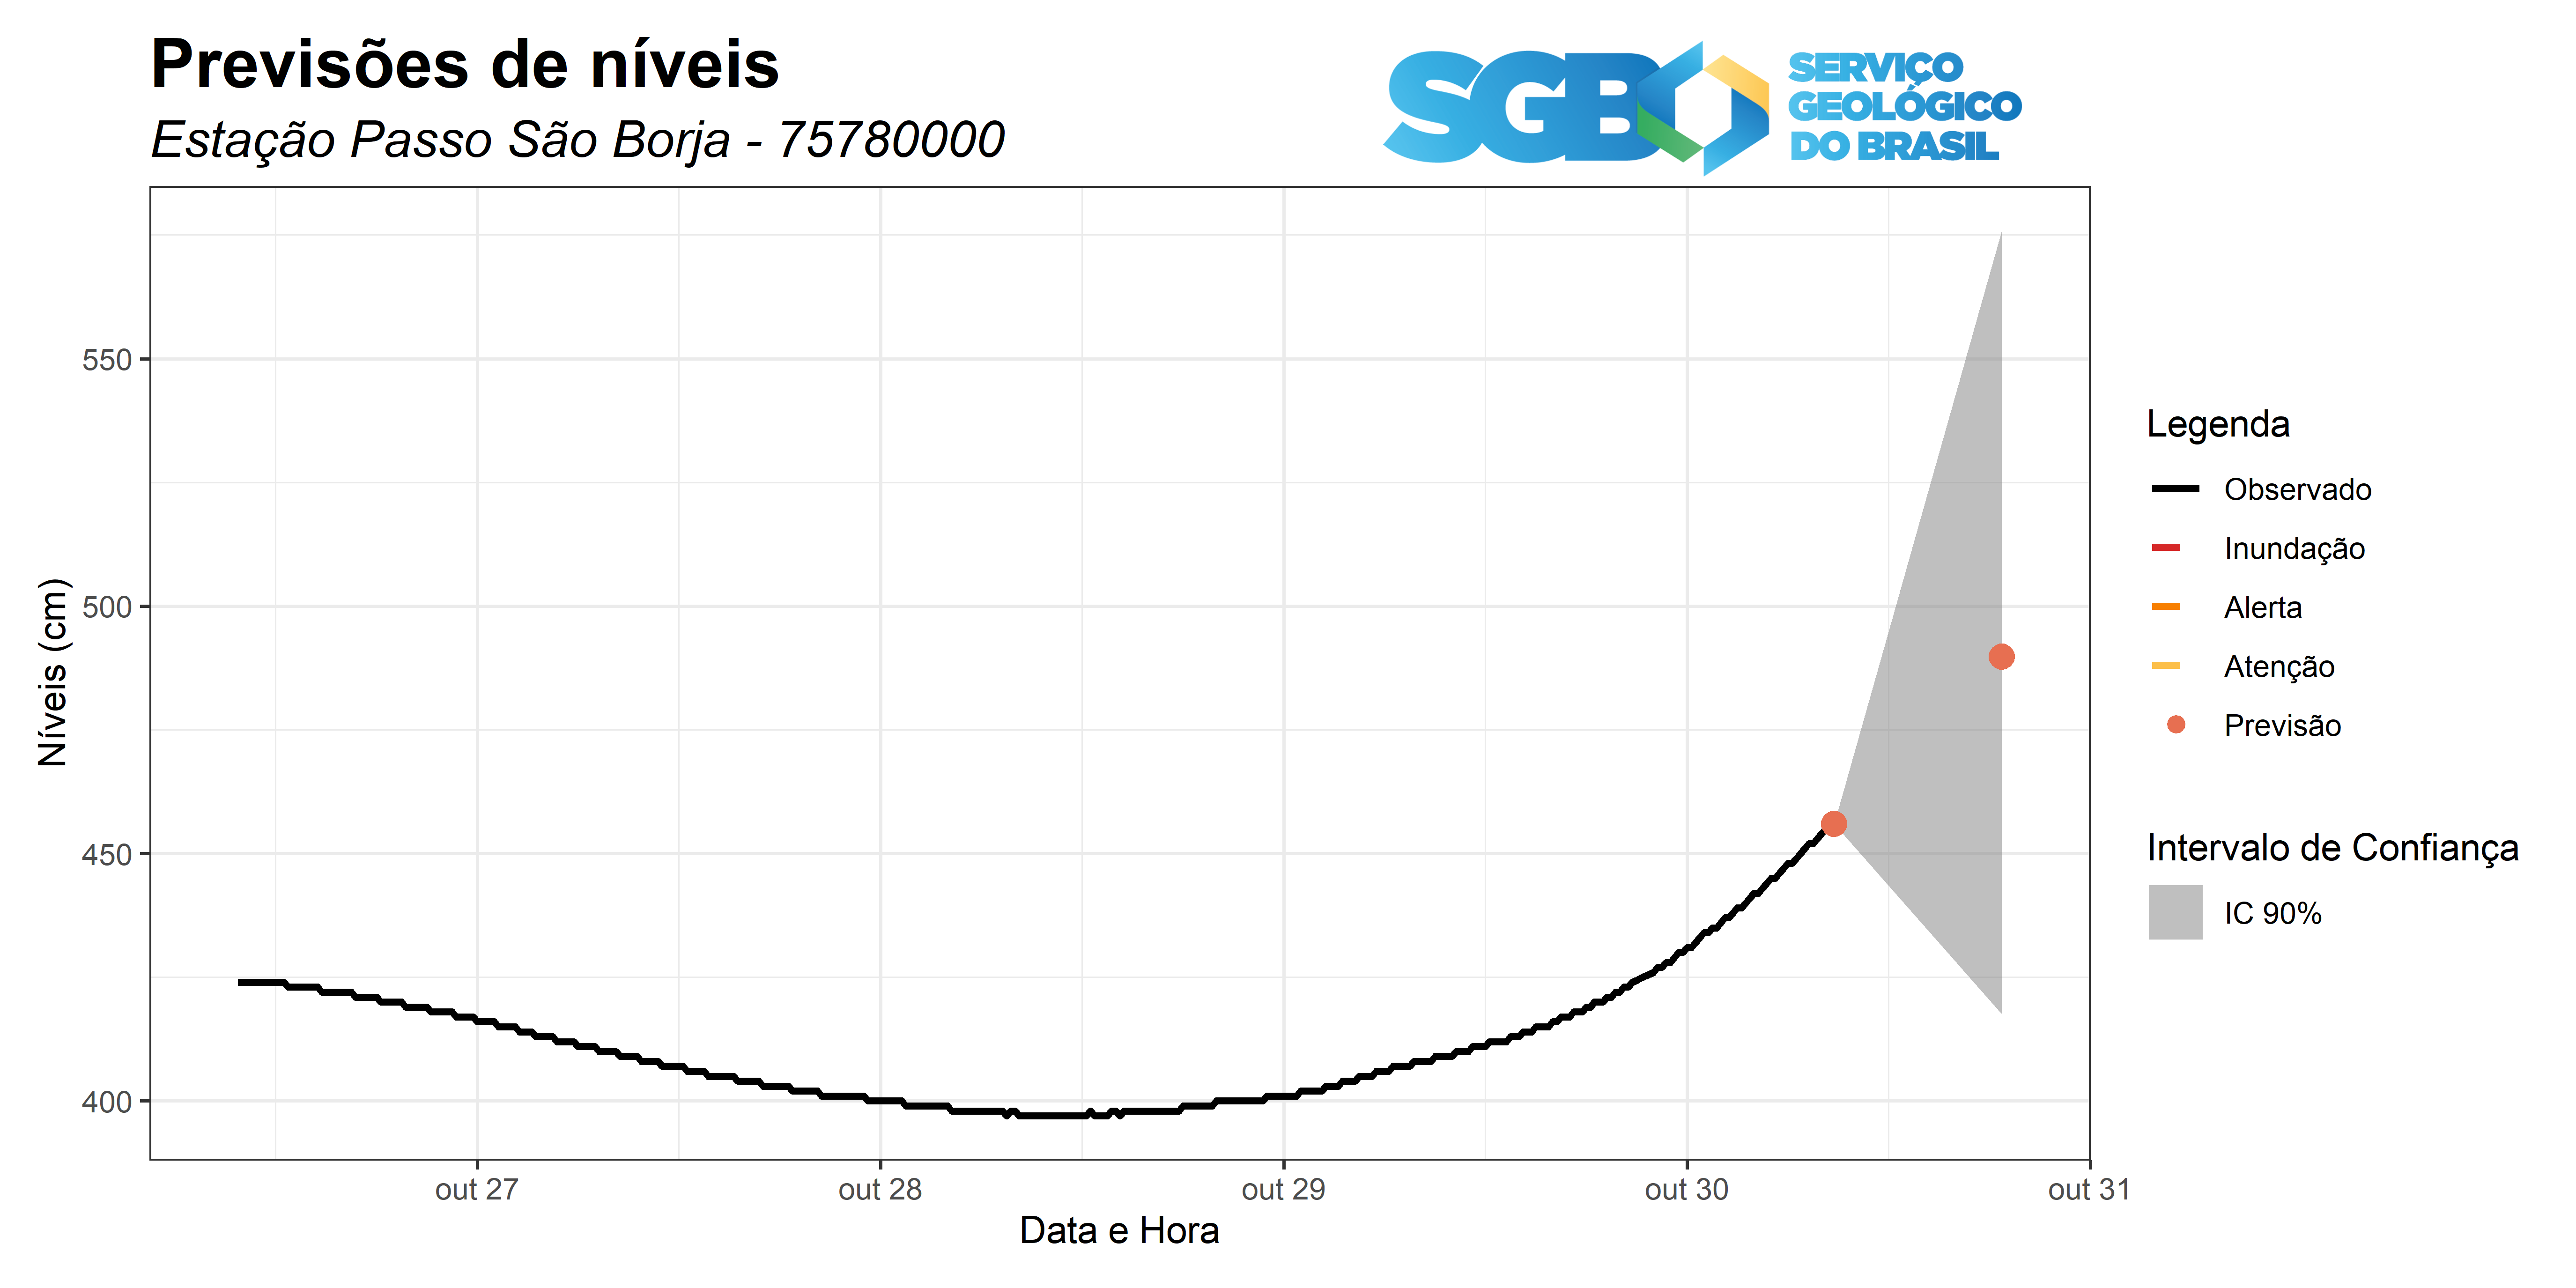 Previsões de níveis
Estação Passo São Borja - 75780000
SGB
SERVIÇO
GEOLÓGICO
DO BRASIL
Níveis (cm)
550
500
450
400
out 27
out 28
out 29
out 30
out 31
Data e Hora
Legenda
Observado
Inundação
Alerta
Atenção
Previsão
Intervalo de Confiança
IC 90%